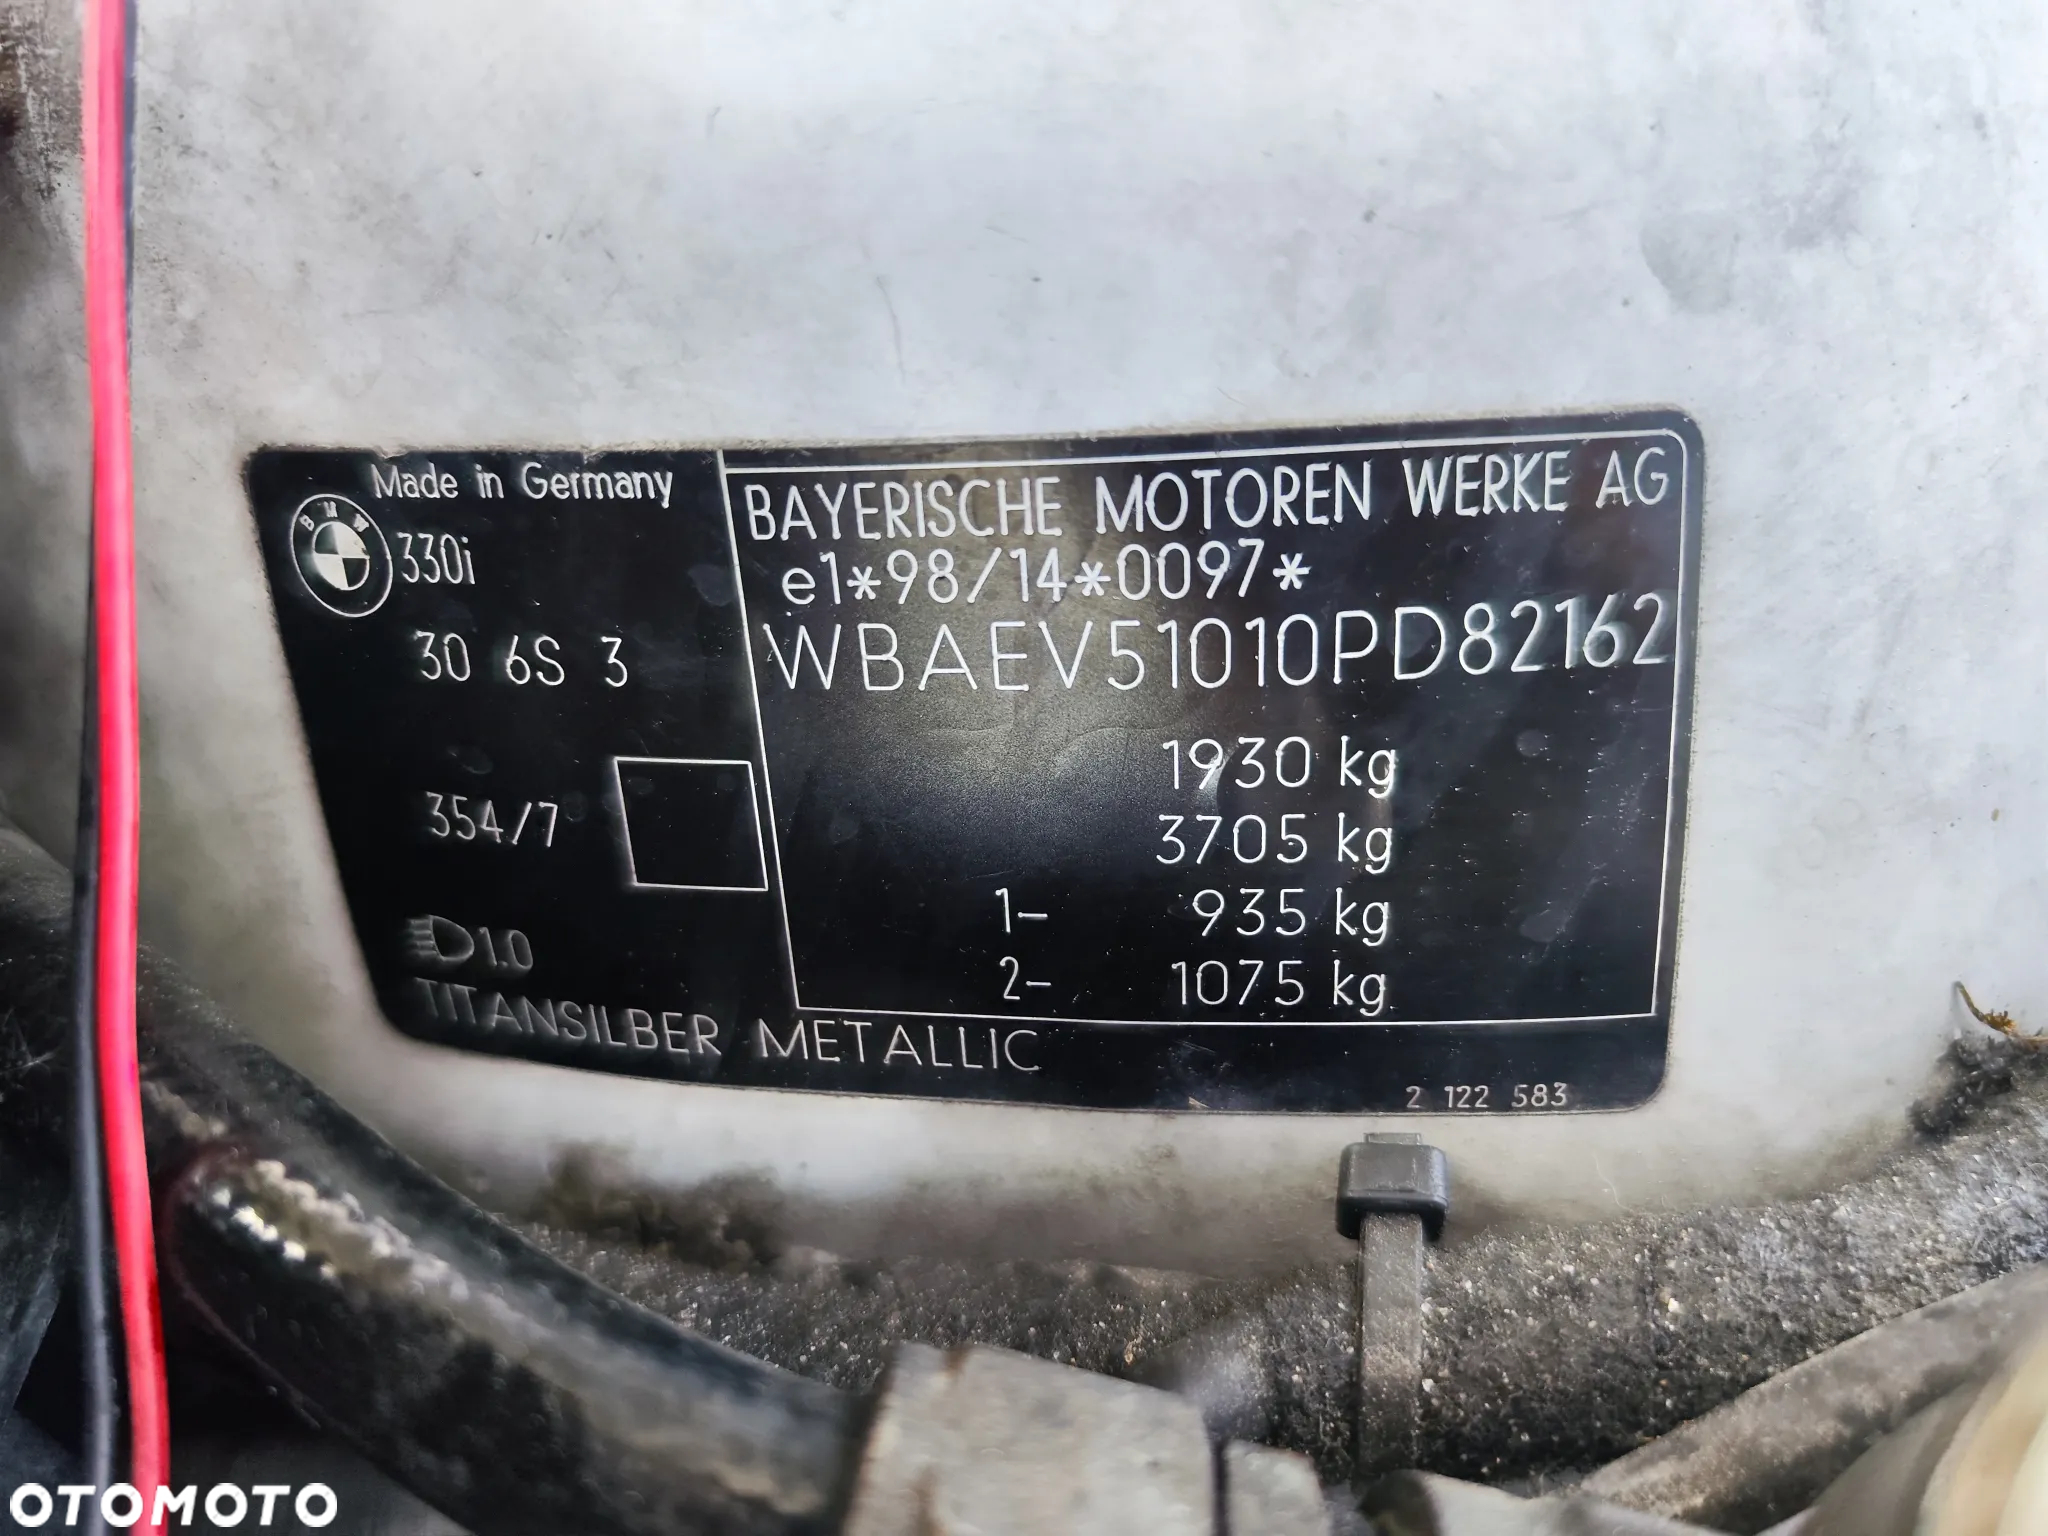 Made in Germany
BMW
330i
30 6S 3
354/7
1.0
TITANSILBER METALLIC
BAYERISCHE MOTOREN WERKE AG
e1*98/14*0097*
WBAEV51010PD82162
1930 kg
3705 kg
1- 935 kg
2- 1075 kg
2 122 583
OTOMOTO